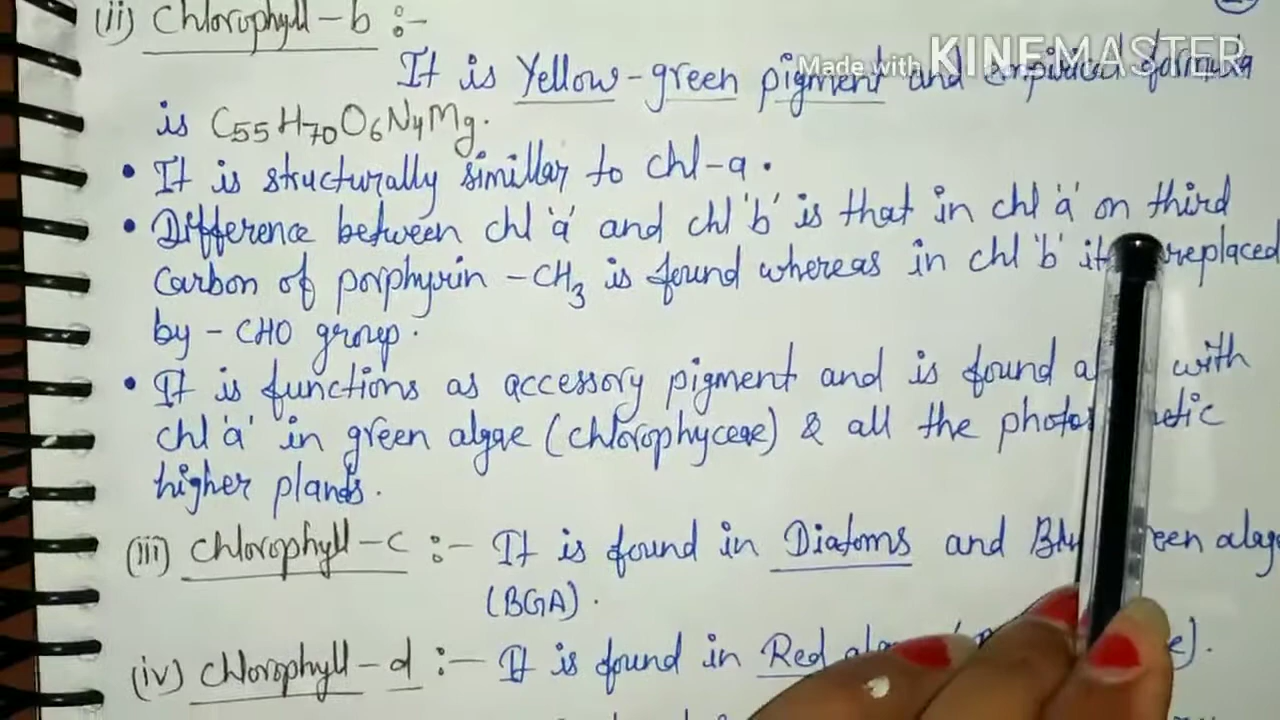 (ii) Chlorophyll-b :-
Made with KINEMASTER
It is Yellow-green pigment and empirical formula
is C55H70O6N4Mg.
• It is structurally similar to chl-a.
• Difference between chl 'a' and chl 'b' is that in chl 'a' on third
Carbon of porphyrin -CH3 is found whereas in chl 'b' it replaced
by - CHO group.
• It is functions as accessory pigment and is found with
chl 'a' in green algae (chlorophyceae) & all the
higher plants.
(iii) Chlorophyll-c :- It is found in Diatoms and
(BGA).
(iv) Chlorophyll-d :- It is found in Red